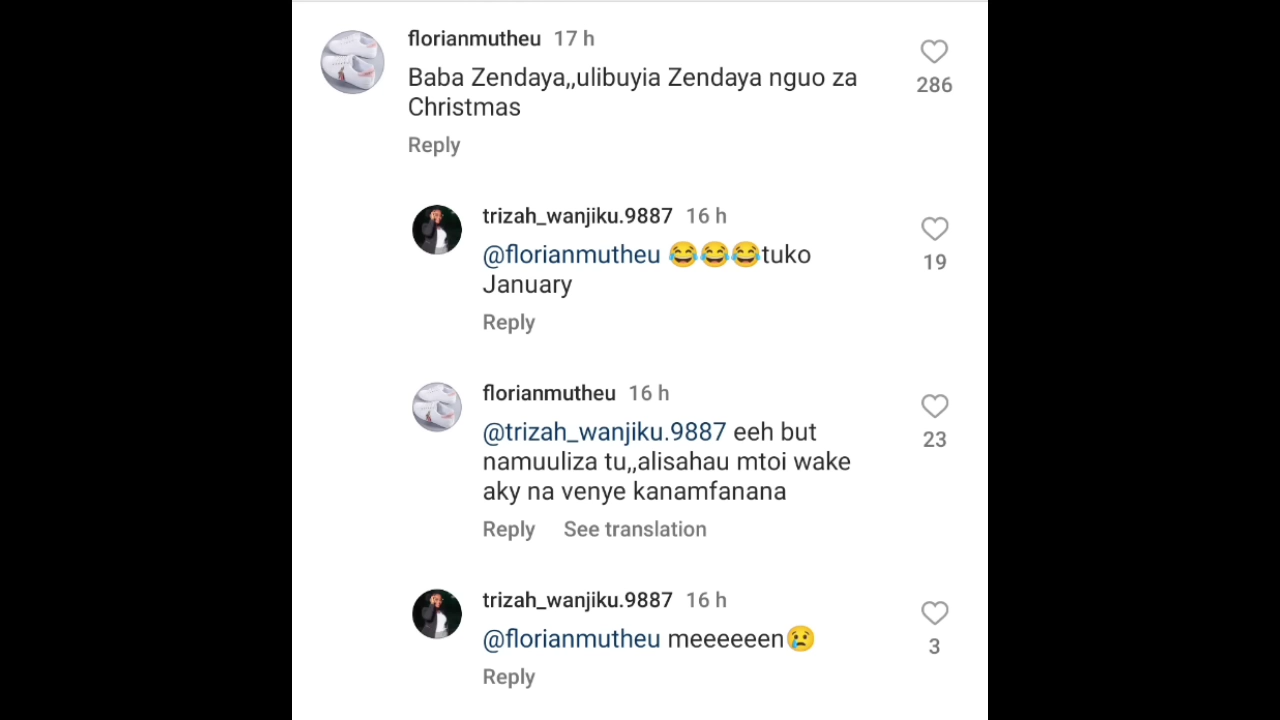 florianmutheu 17 h
Baba Zendaya,,ulibuyia Zendaya nguo za
Christmas
286
Reply
trizah_wanjiku.9887 16 h
@florianmutheu 😂😂😂tuko
January
19
Reply
florianmutheu 16 h
@trizah_wanjiku.9887 eeh but
namuuliza tu,,alisahau mtoi wake
aky na venye kanamfanana
23
Reply See translation
trizah_wanjiku.9887 16 h
@florianmutheu meeeeeen😢
3
Reply